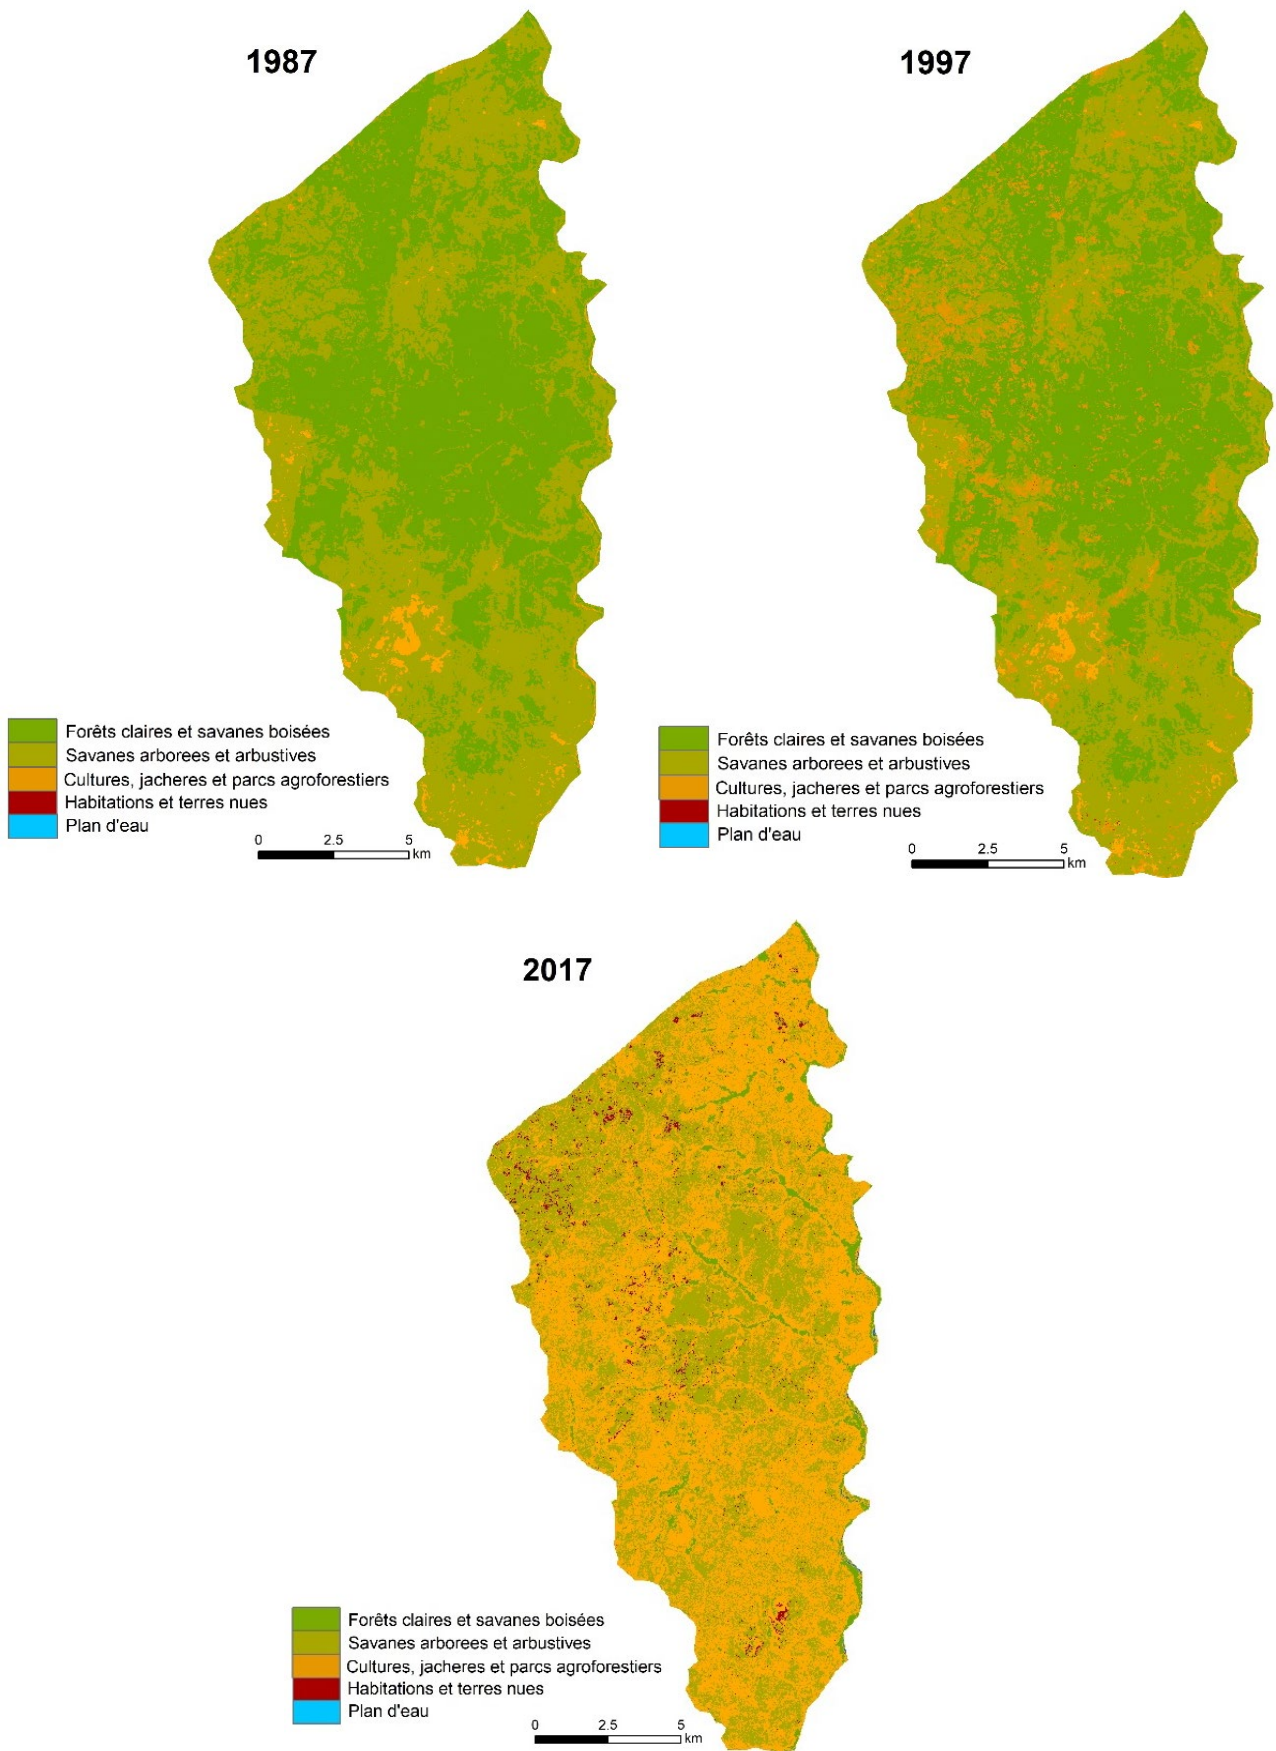 1987
1997
Forêts claires et savanes boisées
Savanes arborees et arbustives
Cultures, jacheres et parcs agroforestiers
Habitations et terres nues
Plan d'eau
0 2.5 5
km
Forêts claires et savanes boisées
Savanes arborees et arbustives
Cultures, jacheres et parcs agroforestiers
Habitations et terres nues
Plan d'eau
0 2.5 5
km
2017
Forêts claires et savanes boisées
Savanes arborees et arbustives
Cultures, jacheres et parcs agroforestiers
Habitations et terres nues
Plan d'eau
0 2.5 5
km